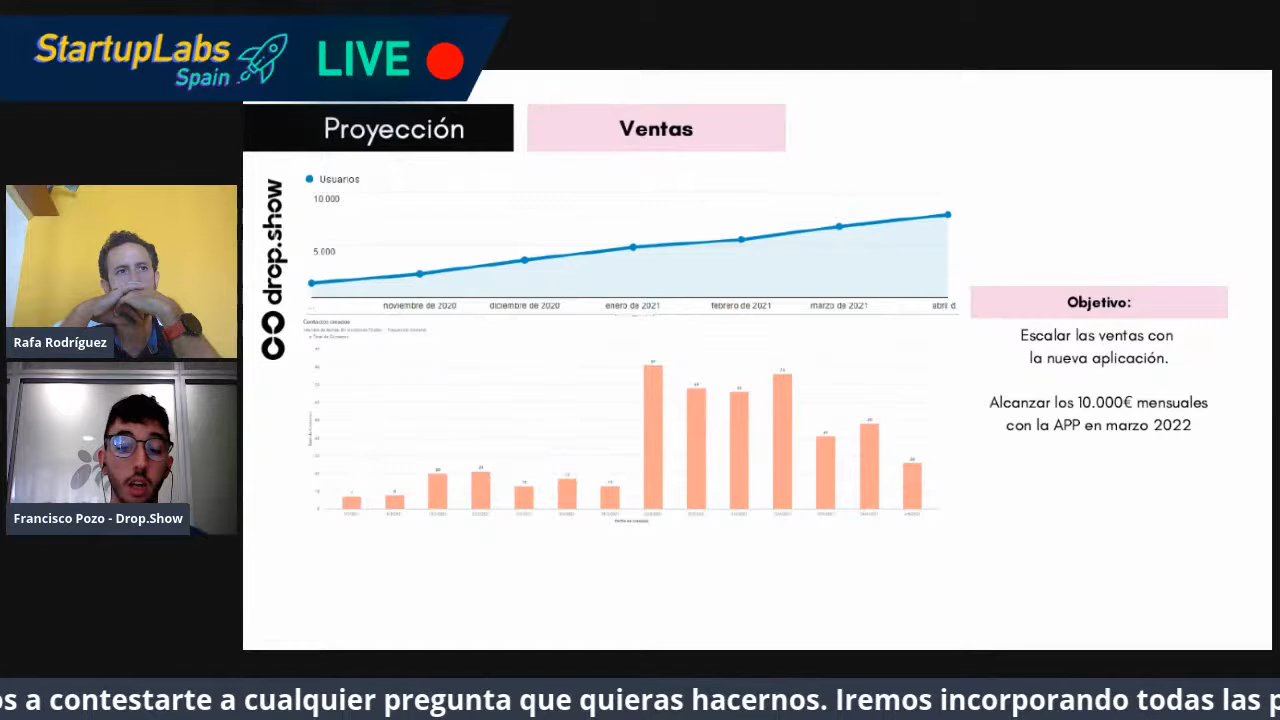 StartupLabs
Spain
LIVE
Proyección
Ventas
drop.show
Usuarios
10.000
5.000
noviembre de 2020
diciembre de 2020
enero de 2021
febrero de 2021
marzo de 2021
abril d.
Objetivo:
Escalar las ventas con
la nueva aplicación.
Alcanzar los 10.000€ mensuales
con la APP en marzo 2022
Rafa Rodríguez
Francisco Pozo - Drop.Show
os a contestarte a cualquier pregunta que quieras hacernos. Iremos incorporando todas las p